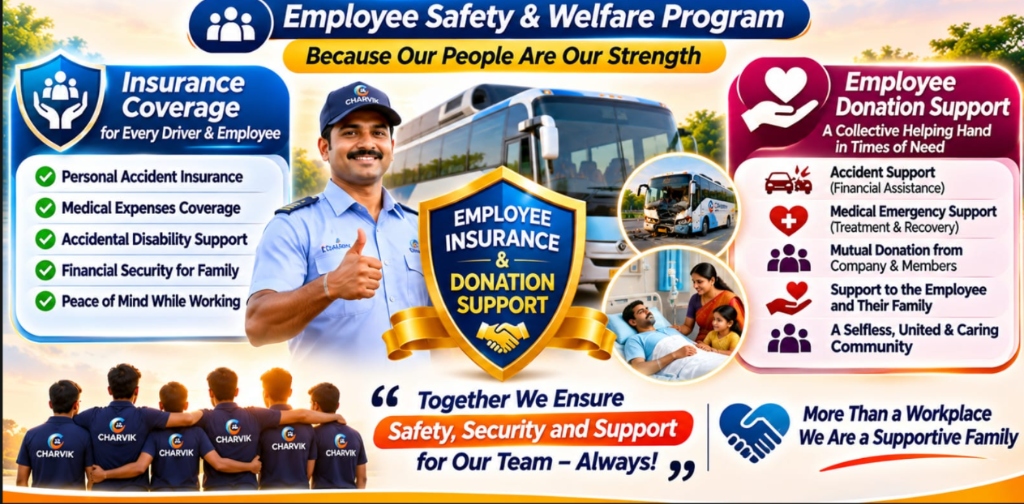 Employee Safety & Welfare Program
Because Our People Are Our Strength
Insurance
Coverage
for Every Driver & Employee
Personal Accident Insurance
Medical Expenses Coverage
Accidental Disability Support
Financial Security for Family
Peace of Mind While Working
CHARVIK
EMPLOYEE
INSURANCE
&
DONATION
SUPPORT
Employee
Donation Support
A Collective Helping Hand
in Times of Need
Accident Support
(Financial Assistance)
Medical Emergency Support
(Treatment & Recovery)
Mutual Donation from
Company & Members
Support to the Employee
and Their Family
A Selfless, United & Caring
Community
CHARVIK
CHARVIK
CHARVIK
CHARVIK
CHARVIK
“ Together We Ensure
Safety, Security and Support
for Our Team – Always! ”
More Than a Workplace
We Are a Supportive Family